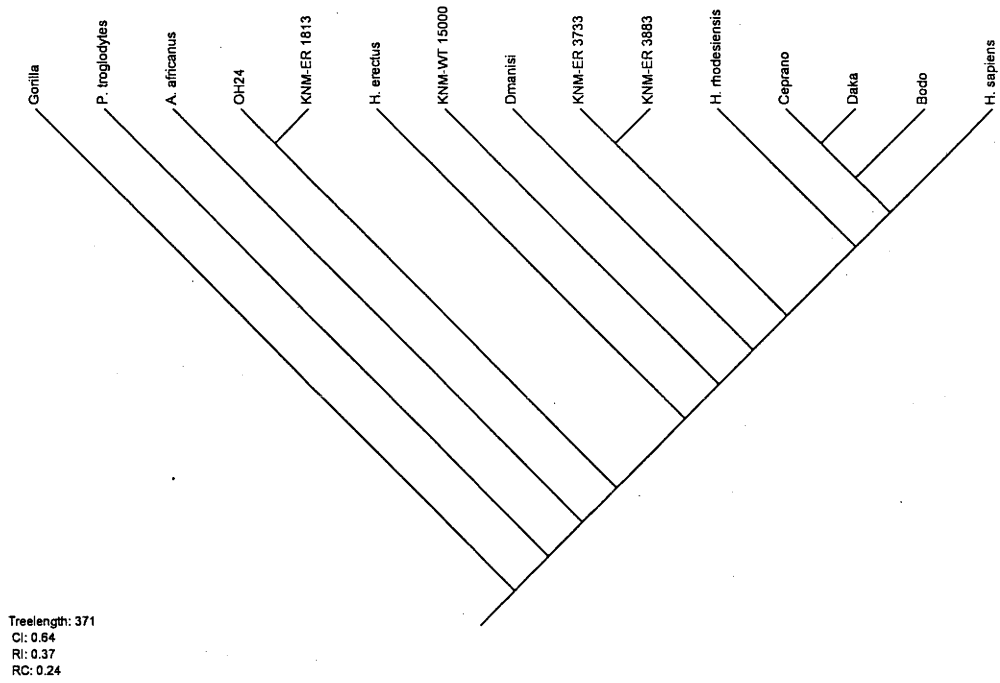 Gorilla
P. troglodytes
A. africanus
OH24
KNM-ER 1813
H. erectus
KNM-WT 15000
Dmanisi
KNM-ER 3733
KNM-ER 3883
H. rhodesiensis
Ceprano
Daka
Bodo
H. sapiens
Treelength: 371
CI: 0.64
RI: 0.37
RC: 0.24